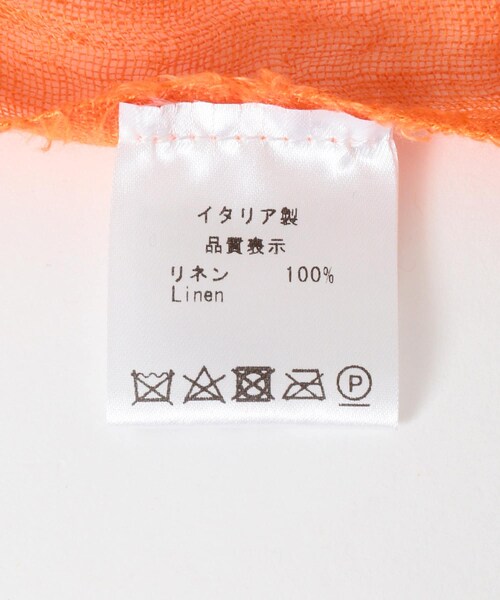 イタリア製
品質表示
リネン 100%
Linen
P